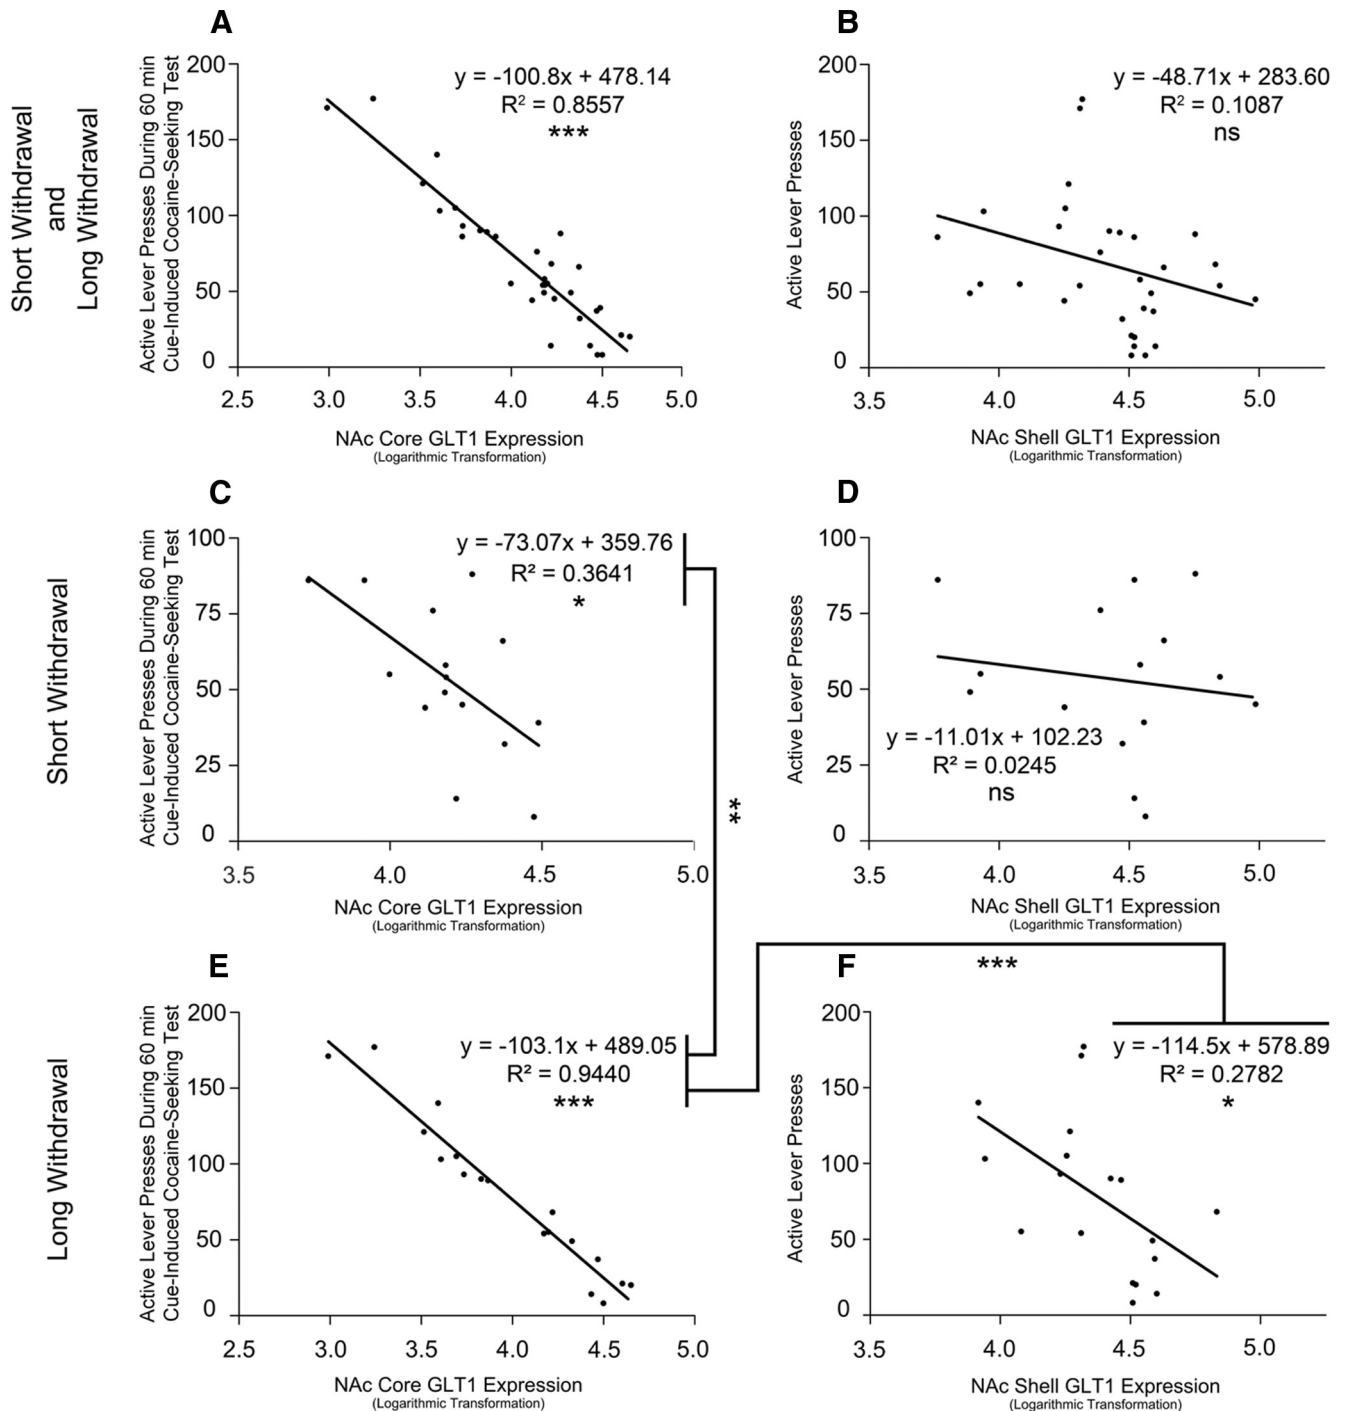 A
Short Withdrawal
and
Long Withdrawal
Active Lever Presses During 60 min
Cue-Induced Cocaine-Seeking Test
200
150
100
50
0
y = -100.8x + 478.14
R² = 0.8557
***
2.5 3.0 3.5 4.0 4.5 5.0
NAc Core GLT1 Expression
(Logarithmic Transformation)
B
Active Lever Presses
200
150
100
50
0
y = -48.71x + 283.60
R² = 0.1087
ns
3.5 4.0 4.5 5.0
NAc Shell GLT1 Expression
(Logarithmic Transformation)
C
Short Withdrawal
Active Lever Presses During 60 min
Cue-Induced Cocaine-Seeking Test
100
75
50
25
0
y = -73.07x + 359.76
R² = 0.3641
*
3.5 4.0 4.5 5.0
NAc Core GLT1 Expression
(Logarithmic Transformation)
**
D
Active Lever Presses
100
75
50
25
0
y = -11.01x + 102.23
R² = 0.0245
ns
3.5 4.0 4.5 5.0
NAc Shell GLT1 Expression
(Logarithmic Transformation)
***
E
Long Withdrawal
Active Lever Presses During 60 min
Cue-Induced Cocaine-Seeking Test
200
150
100
50
0
y = -103.1x + 489.05
R² = 0.9440
***
2.5 3.0 3.5 4.0 4.5 5.0
NAc Core GLT1 Expression
(Logarithmic Transformation)
F
Active Lever Presses
200
150
100
50
0
y = -114.5x + 578.89
R² = 0.2782
*
3.5 4.0 4.5 5.0
NAc Shell GLT1 Expression
(Logarithmic Transformation)